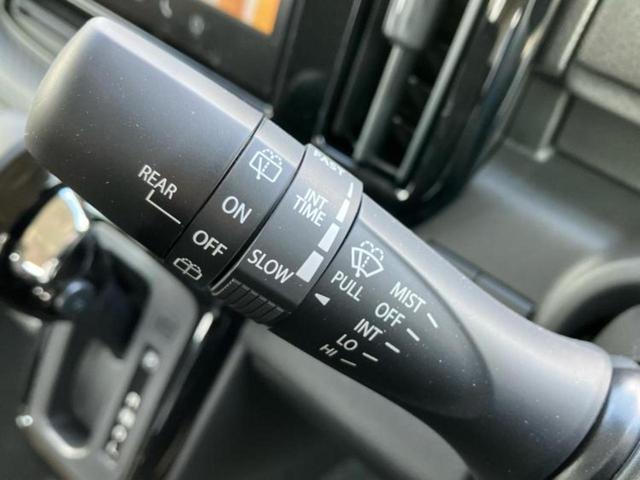 REAR
ON
OFF
FAST
INT
TIME
SLOW
PULL
MIST
OFF
INT
LO
HI